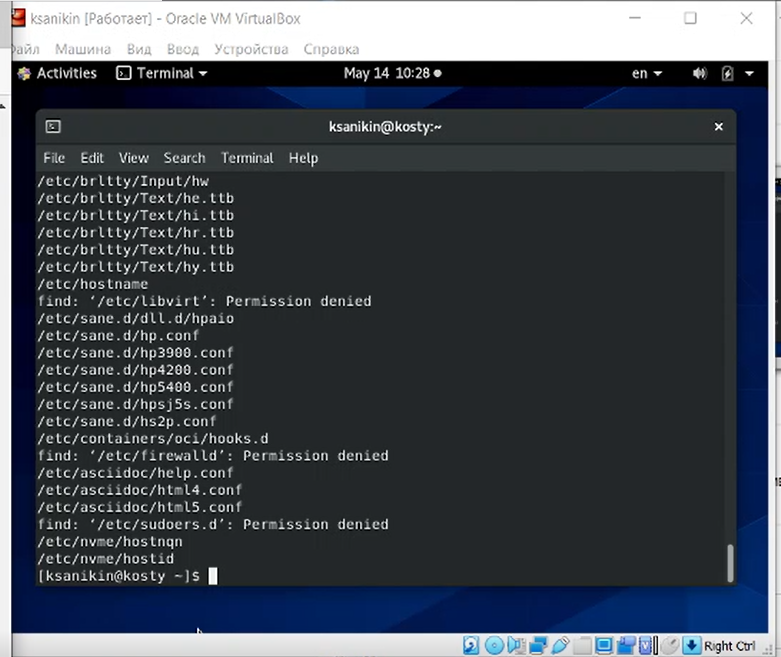 ksanikin [Работает] - Oracle VM VirtualBox
Файл Машина Вид Ввод Устройства Справка
Activities Terminal May 14 10:28 en
ksanikin@kosty:~
File Edit View Search Terminal Help
/etc/brltty/Input/hw
/etc/brltty/Text/he.ttb
/etc/brltty/Text/hi.ttb
/etc/brltty/Text/hr.ttb
/etc/brltty/Text/hu.ttb
/etc/brltty/Text/hy.ttb
/etc/hostname
find: ‘/etc/libvirt’: Permission denied
/etc/sane.d/dll.d/hpaio
/etc/sane.d/hp.conf
/etc/sane.d/hp3900.conf
/etc/sane.d/hp4200.conf
/etc/sane.d/hp5400.conf
/etc/sane.d/hpsj5s.conf
/etc/sane.d/hs2p.conf
/etc/containers/oci/hooks.d
find: ‘/etc/firewalld’: Permission denied
/etc/asciidoc/help.conf
/etc/asciidoc/html4.conf
/etc/asciidoc/html5.conf
find: ‘/etc/sudoers.d’: Permission denied
/etc/nvme/hostnqn
/etc/nvme/hostid
[ksanikin@kosty ~]$
Right Ctrl